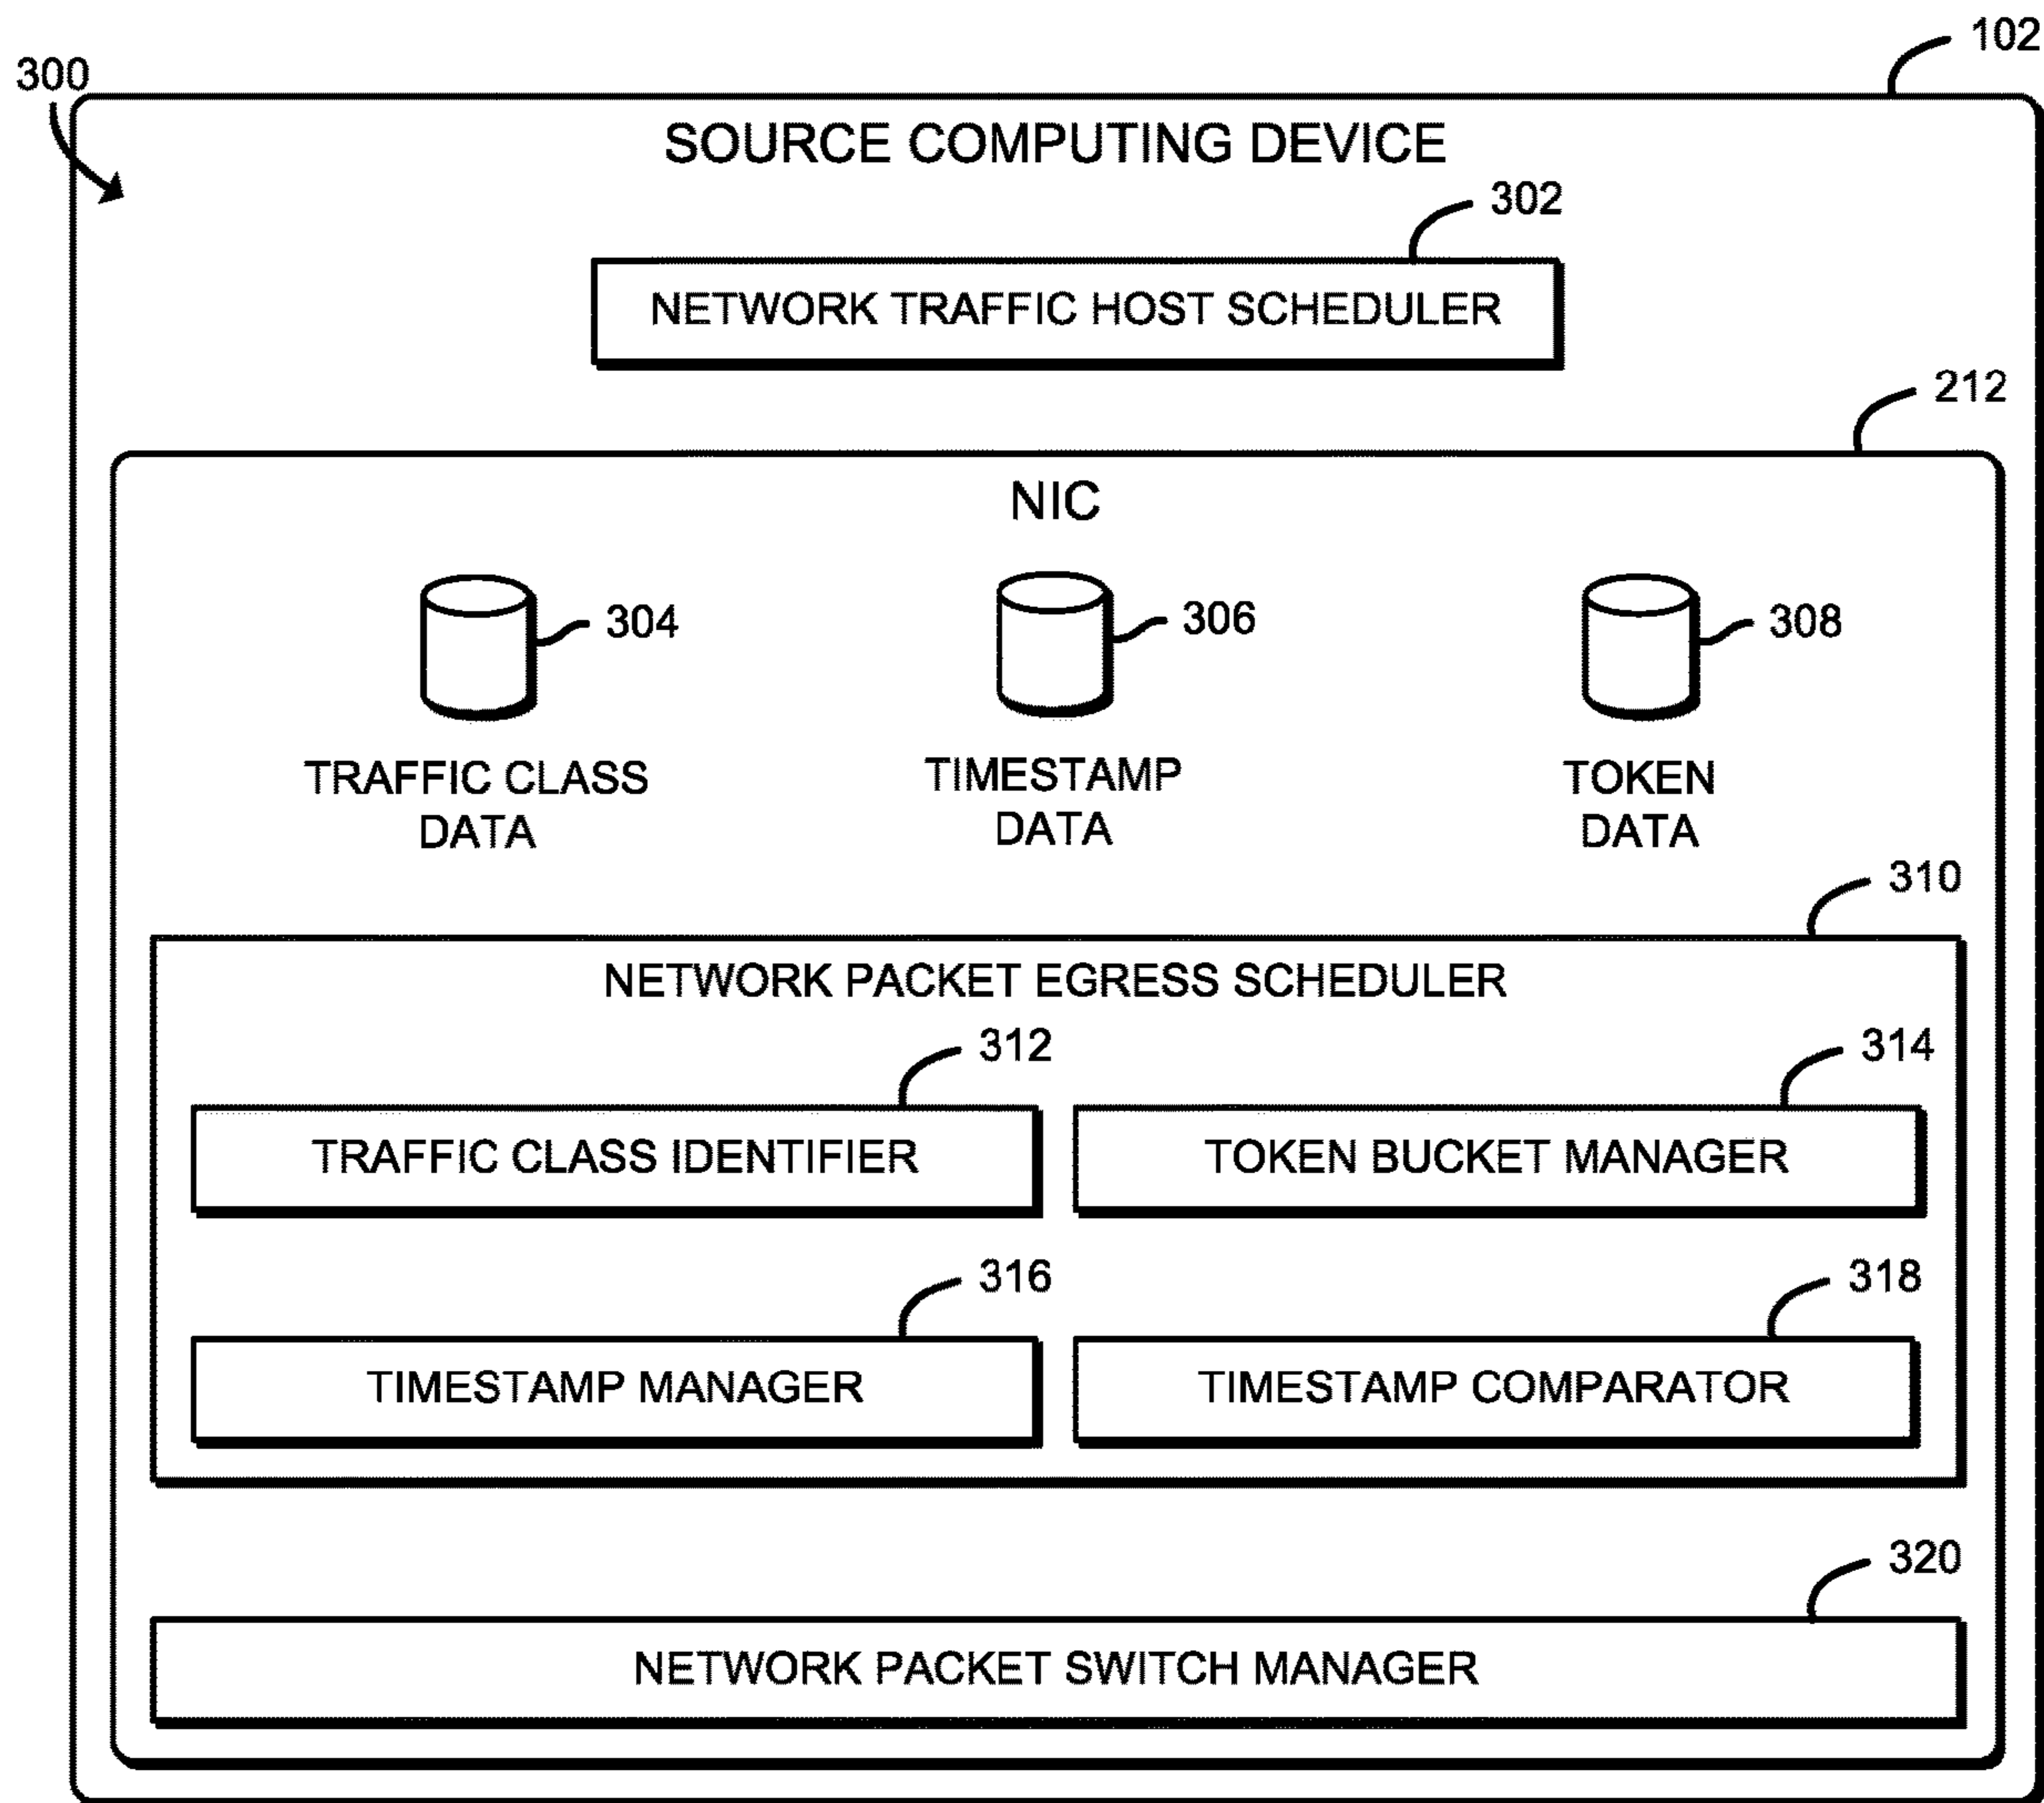 102
300
SOURCE COMPUTING DEVICE
302
NETWORK TRAFFIC HOST SCHEDULER
212
NIC
304
306
308
TRAFFIC CLASS
DATA
TIMESTAMP
DATA
TOKEN
DATA
310
NETWORK PACKET EGRESS SCHEDULER
312
314
TRAFFIC CLASS IDENTIFIER
TOKEN BUCKET MANAGER
316
318
TIMESTAMP MANAGER
TIMESTAMP COMPARATOR
320
NETWORK PACKET SWITCH MANAGER